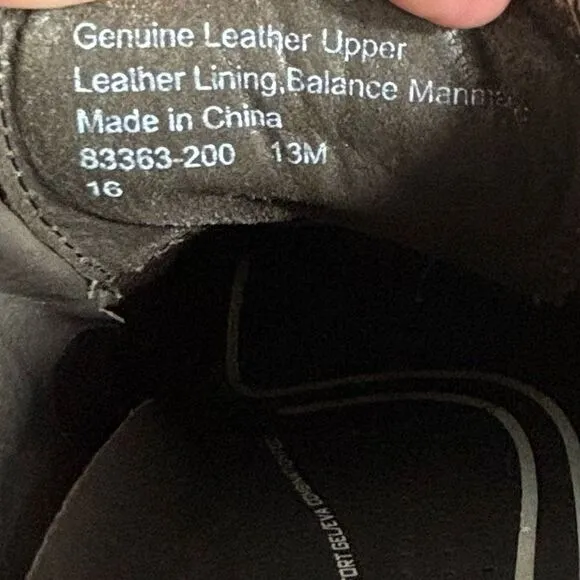 Genuine Leather Upper
Leather Lining,Balance
Made in China
83363-200 13M
16